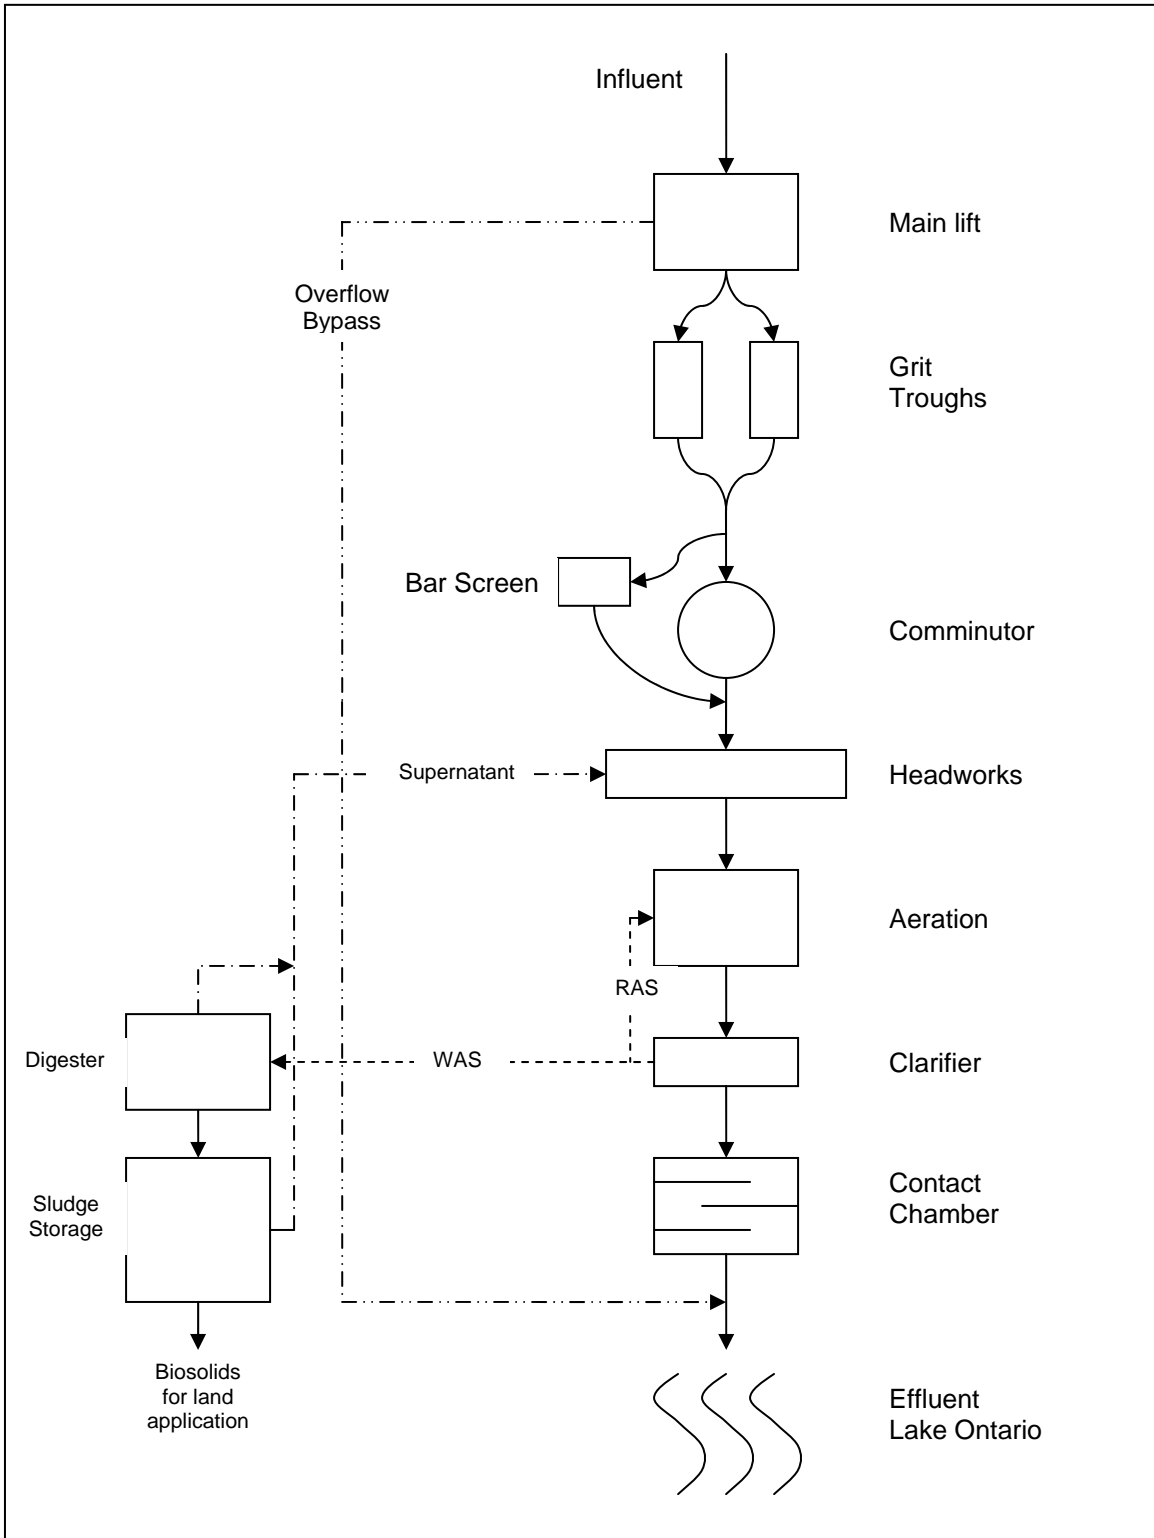 Influent
Main lift
Overflow
Bypass
Grit
Troughs
Bar Screen
Comminutor
Supernatant
Headworks
Aeration
RAS
Digester
WAS
Clarifier
Sludge
Storage
Contact
Chamber
Biosolids
for land
application
Effluent
Lake Ontario